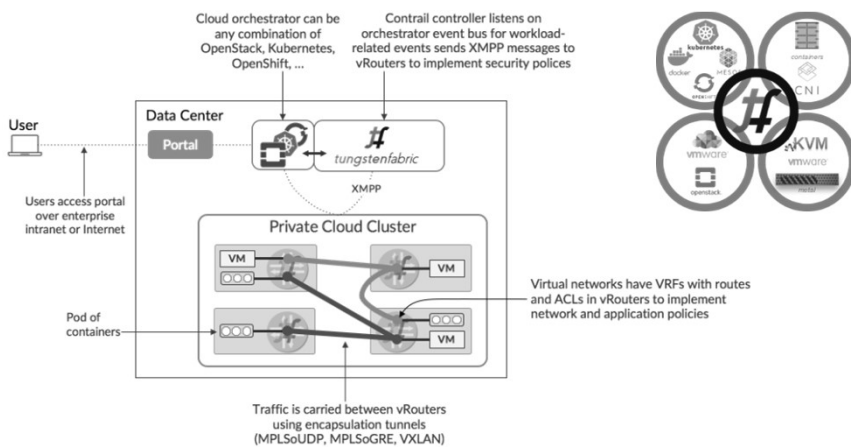 Cloud orchestrator can be
any combination of
OpenStack, Kubernetes,
OpenShift, ...
Contrail controller listens on
orchestrator event bus for workload-
related events sends XMPP messages to
vRouters to implement security polices
User
Data Center
Portal
tungstenfabric
XMPP
Users access portal
over enterprise
intranet or Internet
Private Cloud Cluster
VM
VM
VM
Pod of
containers
Virtual networks have VRFs with routes
and ACLs in vRouters to implement
network and application policies
Traffic is carried between vRouters
using encapsulation tunnels
(MPLSoUDP, MPLSoGRE, VXLAN)
kubernetes
docker
containers
CNI
vmware
openstack
KVM
vmware
metal